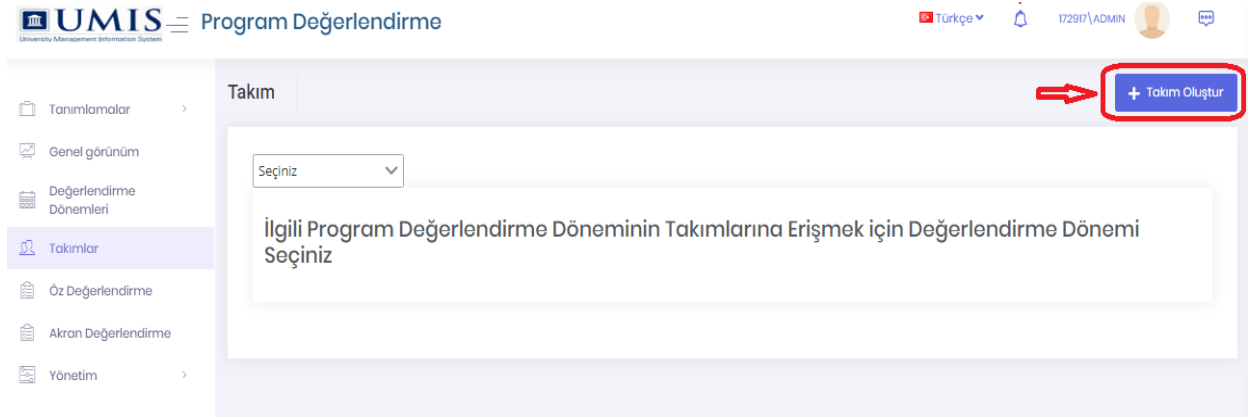 UMIS
University Management Information System
Program Değerlendirme
Türkçe
172917\ADMIN
Tanımlamalar
Genel görünüm
Değerlendirme
Dönemleri
Takımlar
Öz Değerlendirme
Akran Değerlendirme
Yönetim
Takım
+ Takım Oluştur
Seçiniz
İlgili Program Değerlendirme Döneminin Takımlarına Erişmek için Değerlendirme Dönemi
Seçiniz